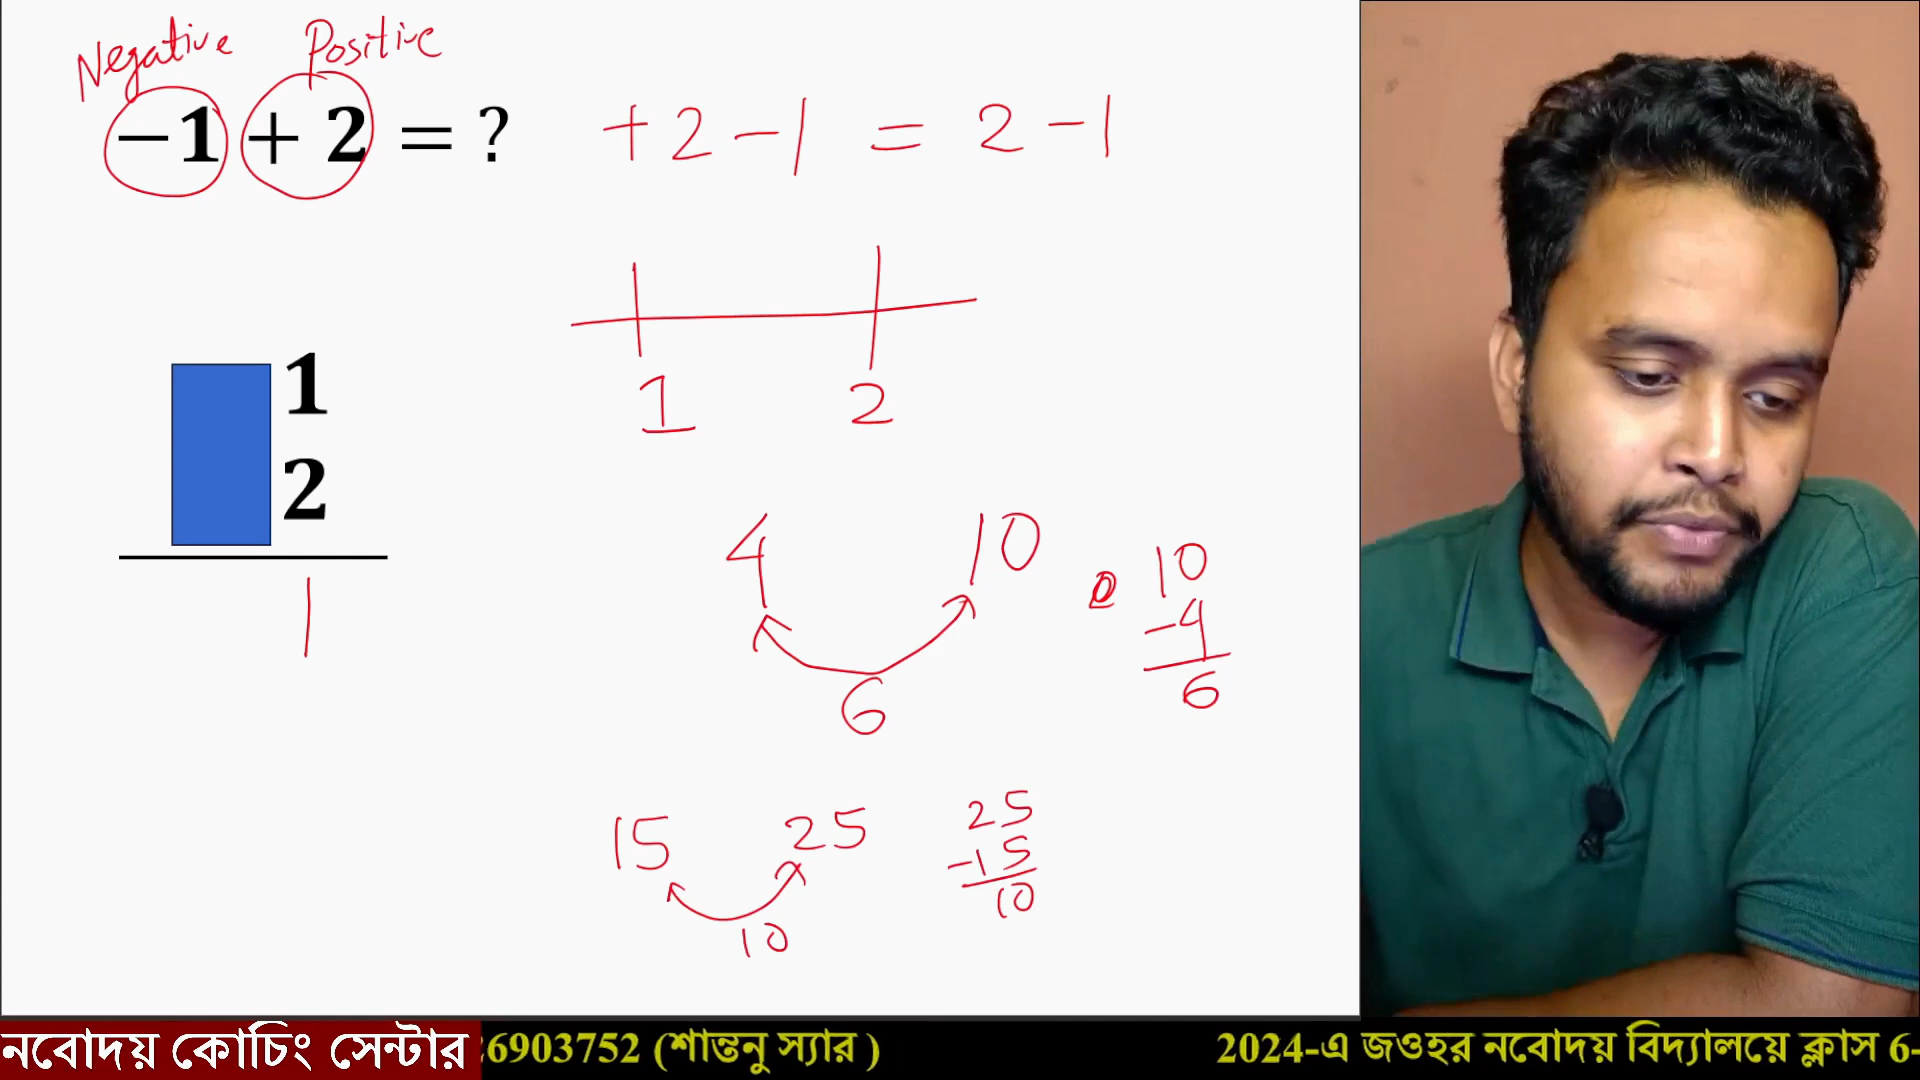 Negative Positive
−1 + 2 = ? +2 - 1 = 2 - 1
1 2
1
2
1
4 10
6
10
-4
6
15 25
10
25
-15
10
নবোদয় কোচিং সেন্টার
26903752 (শান্তনু স্যার )
2024-এ জওহর নবোদয় বিদ্যালয়ে ক্লাস 6-